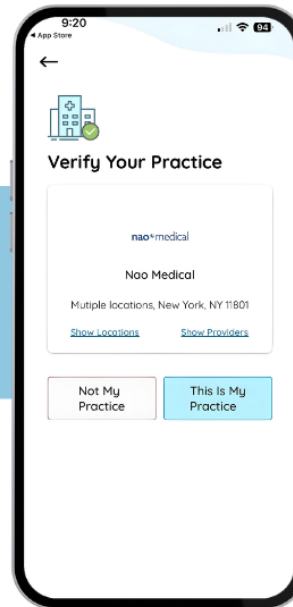 9:20
94
App Store
Verify Your Practice
nao medical
Nao Medical
Mutiple locations, New York, NY 11801
Show Locations Show Providers
Not My This Is My
Practice Practice